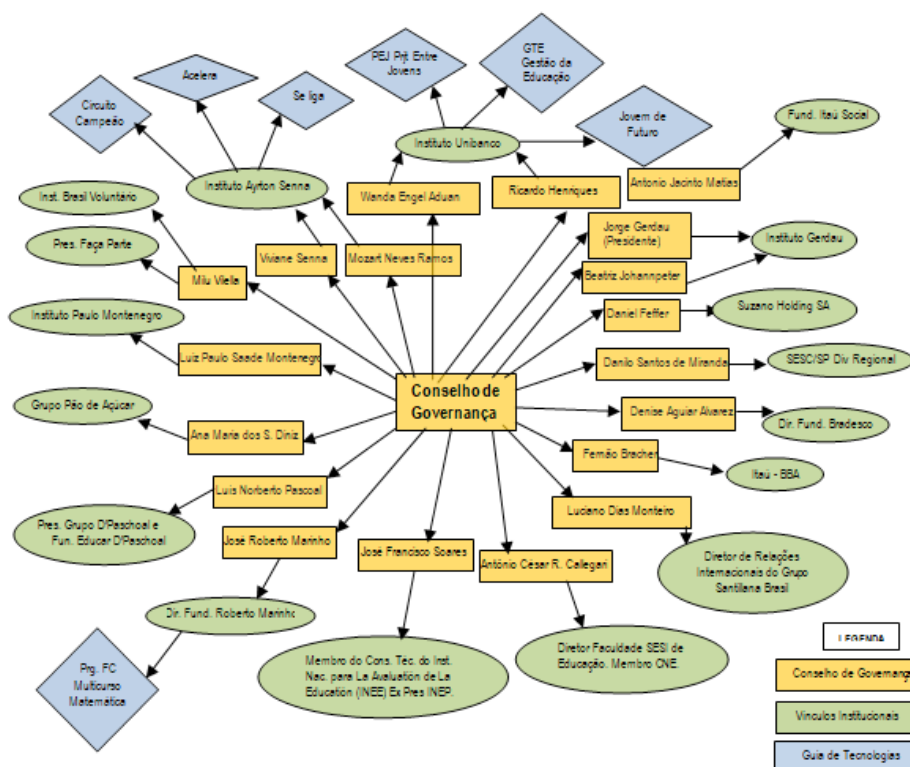 PEJ Prjt Entre
Jovens
GTE
Gestão da
Educação
Acelera
Se liga
Circuito
Campeão
Jovem de
Futuro
Fund. Itaú Social
Instituto Unibanco
Instituto Ayrton Senna
Inst. Brasil Voluntário
Wanda Engel Aduan
Ricardo Henriques
Antonio Jacinto Matias
Pres. Faça Parte
Viviane Senna
Mozart Neves Ramos
Jorge Gerdau
(Presidente)
Instituto Gerdau
Milu Viella
Beatriz Johannpeter
Instituto Paulo Montenegro
Daniel Feffer
Suzano Holding SA
Luiz Paulo Saade Montenegro
Danilo Santos de Miranda
SESC/SP Div Regional
Conselho de
Governança
Grupo Pão de Açúcar
Ana Maria dos S. Diniz
Denise Aguiar Alvarez
Dir. Fund. Bradesco
Fernão Bracher
Itaú - BBA
Luis Norberto Pascoal
Luciano Dias Monteiro
Pres. Grupo D'Paschoal e
Fun. Educar D'Paschoal
José Roberto Marinho
José Francisco Soares
António César R. Callegari
Diretor de Relações
Internacionais do Grupo
Santillana Brasil
Dir. Fund. Roberto Marinho
Prg. FC
Multicurso
Matemática
Membro do Cons. Téc. do Inst.
Nac. para La Avaluation de La
Education (INEE) Ex Pres INEP.
Diretor Faculdade SESI de
Educação. Membro CNE.
LEGENDA
Conselho de Governança
Vinculos Institucionais
Guia de Tecnologias